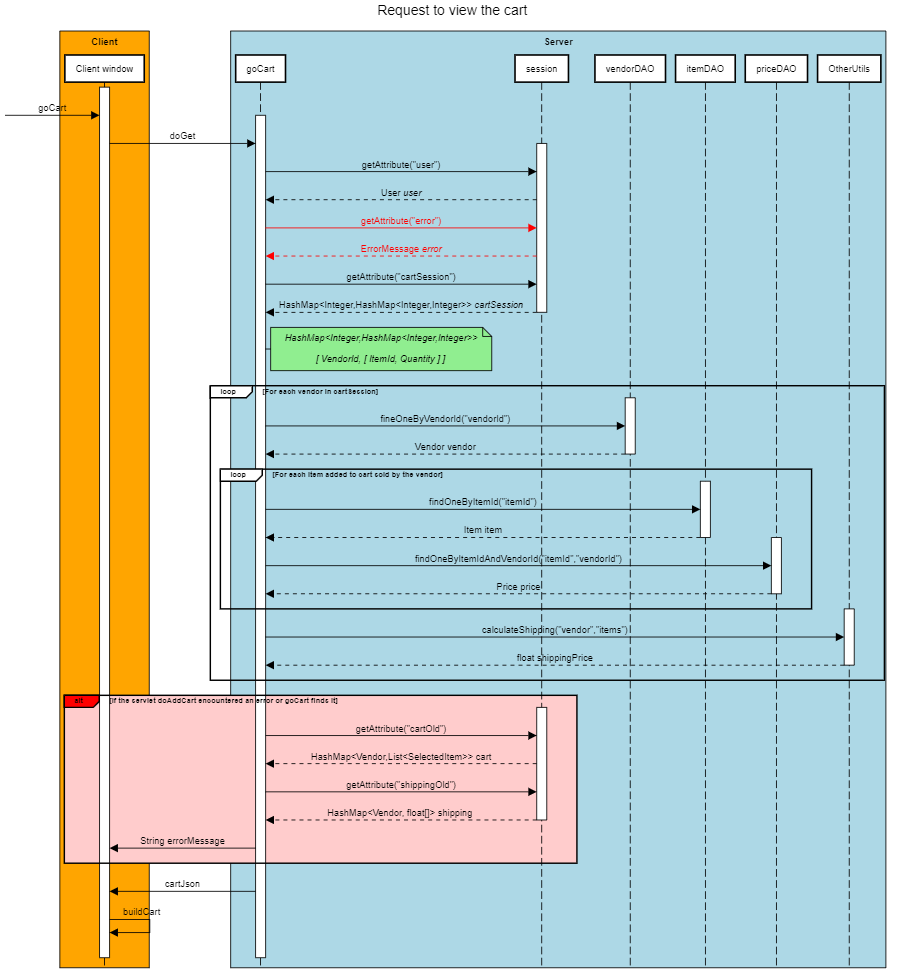 Request to view the cart
Client
Server
Client window
goCart
session
vendorDAO
itemDAO
priceDAO
OtherUtils
goCart
doGet
getAttribute("user")
User user
getAttribute("error")
ErrorMessage error
getAttribute("cartSession")
HashMap<Integer,HashMap<Integer,Integer>> cartSession
HashMap<Integer,HashMap<Integer,Integer>>
[ VendorId, [ ItemId, Quantity ] ]
loop
[For each vendor in cartSession]
fineOneByVendorId("vendorId")
Vendor vendor
loop
[For each item added to cart sold by the vendor]
findOneByItemId("itemId")
Item item
findOneByItemIdAndVendorId("itemId","vendorId")
Price price
calculateShipping("vendor","items")
float shippingPrice
alt
[If the servlet doAddCart encountered an error or goCart finds it]
getAttribute("cartOld")
HashMap<Vendor,List<SelectedItem>> cart
getAttribute("shippingOld")
HashMap<Vendor, float[]> shipping
String errorMessage
cartJson
buildCart